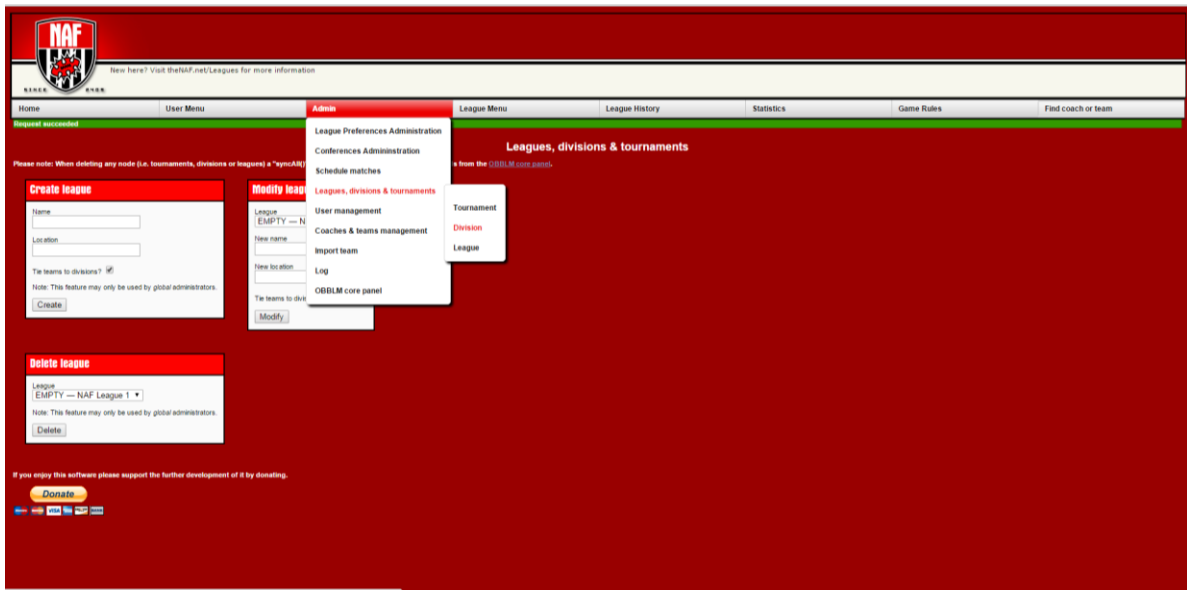 NAF
New here? Visit theNAF.net/Leagues for more information
SINCE
Home User Menu Admin League Menu League History Statistics Game Rules Find coach or team
Request succeeded
Leagues, divisions & tournaments
Please note: When deleting any node (i.e. tournaments, divisions or leagues) a "syncAll()"
s from the OBBLM core panel.
League Preferences Administration
Conferences Admininstration
Schedule matches
Leagues, divisions & tournaments
User management
Coaches & teams management
Import team
Log
OBBLM core panel
Tournament
Division
League
Create league
Name
Location
Tie teams to divisions?
Note: This feature may only be used by global administrators.
Create
Modify leag
League
EMPTY — N
New name
New location
Tie teams to divi
Modify
Delete league
League
EMPTY — NAF League 1
Note: This feature may only be used by global administrators.
Delete
If you enjoy this software please support the further development of it by donating.
Donate
VISA